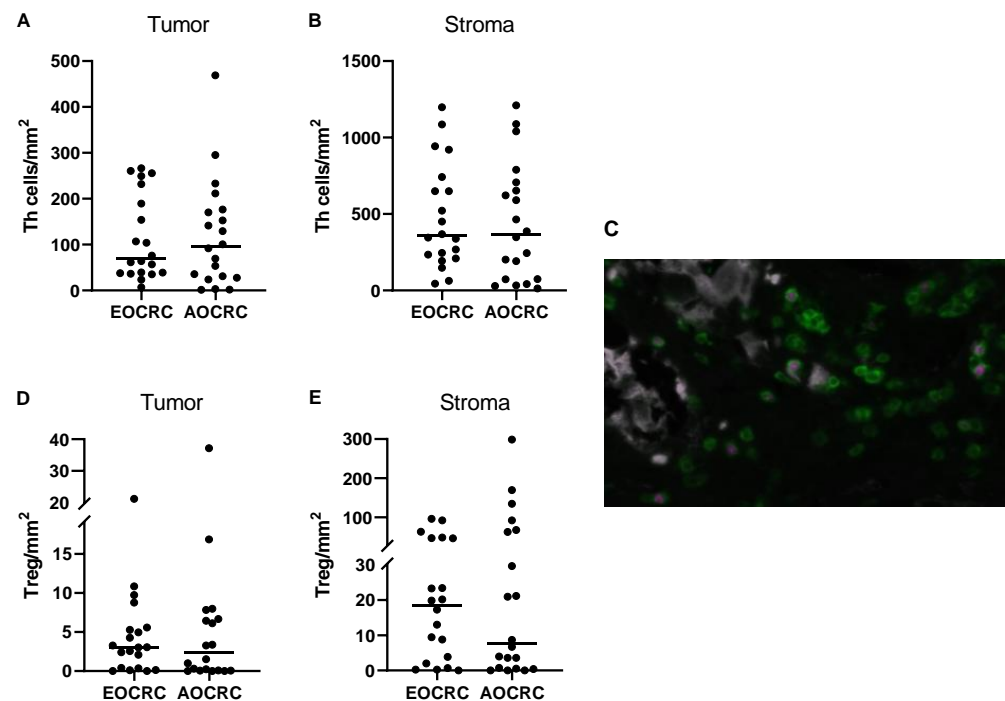 A
Tumor
500
400
300
200
100
0
Th cells/mm2
EOCRC AOCRC
B
Stroma
1500
1000
500
0
Th cells/mm2
EOCRC AOCRC
C
D
Tumor
40
20
15
10
5
0
Treg/mm2
EOCRC AOCRC
E
Stroma
300
200
100
30
20
10
0
Treg/mm2
EOCRC AOCRC